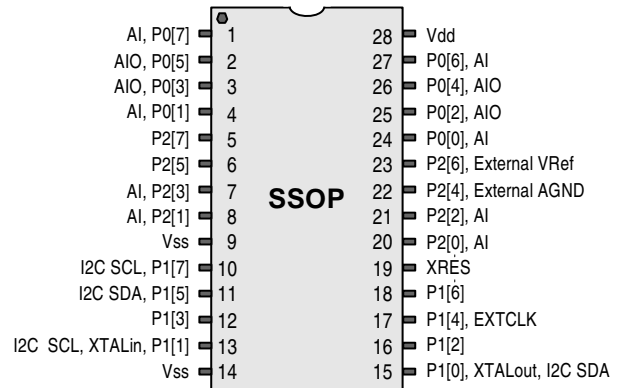 AI, P0[7] 1 28 Vdd
AIO, P0[5] 2 27 P0[6], AI
AIO, P0[3] 3 26 P0[4], AIO
AI, P0[1] 4 25 P0[2], AIO
P2[7] 5 24 P0[0], AI
P2[5] 6 23 P2[6], External VRef
AI, P2[3] 7 22 P2[4], External AGND
SSOP
AI, P2[1] 8 21 P2[2], AI
Vss 9 20 P2[0], AI
I2C SCL, P1[7] 10 19 XRES
I2C SDA, P1[5] 11 18 P1[6]
P1[3] 12 17 P1[4], EXTCLK
I2C SCL, XTALin, P1[1] 13 16 P1[2]
Vss 14 15 P1[0], XTALout, I2C SDA